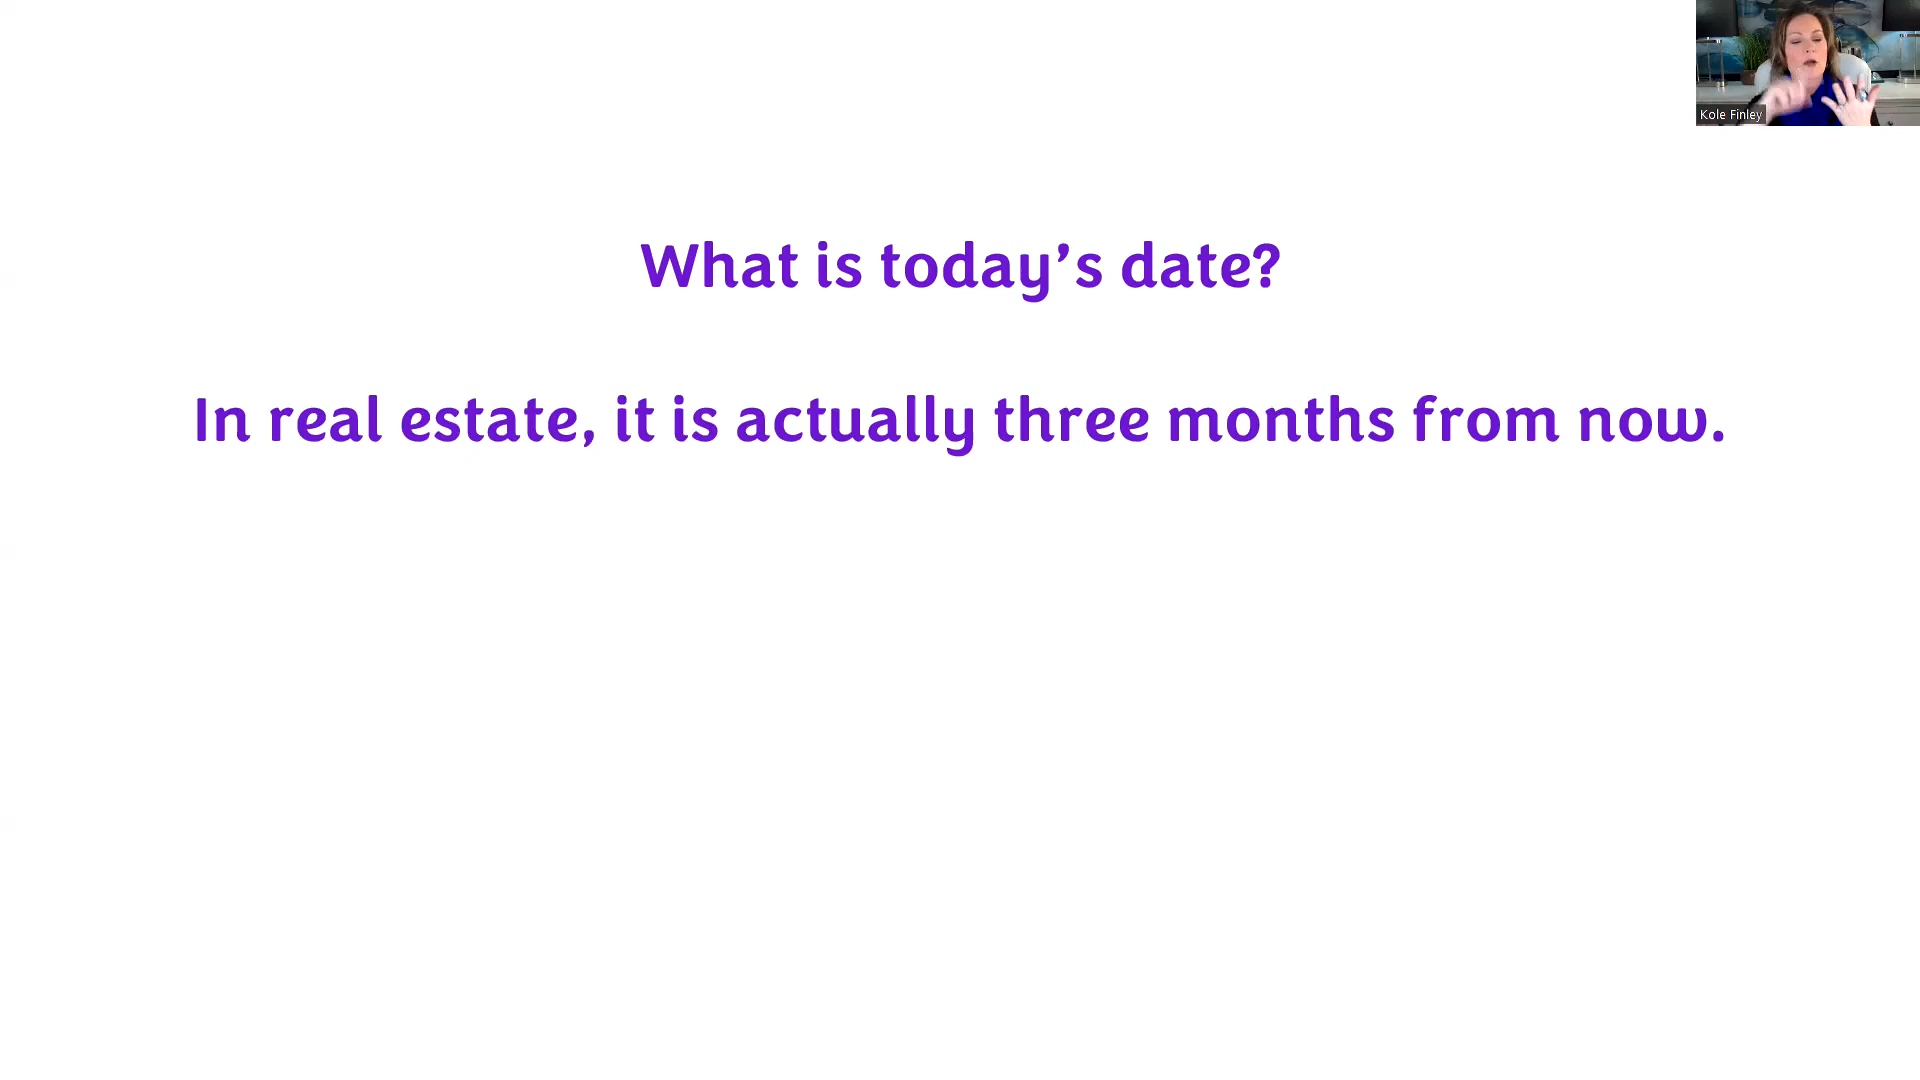 Kole Finley
What is today’s date?
In real estate, it is actually three months from now.